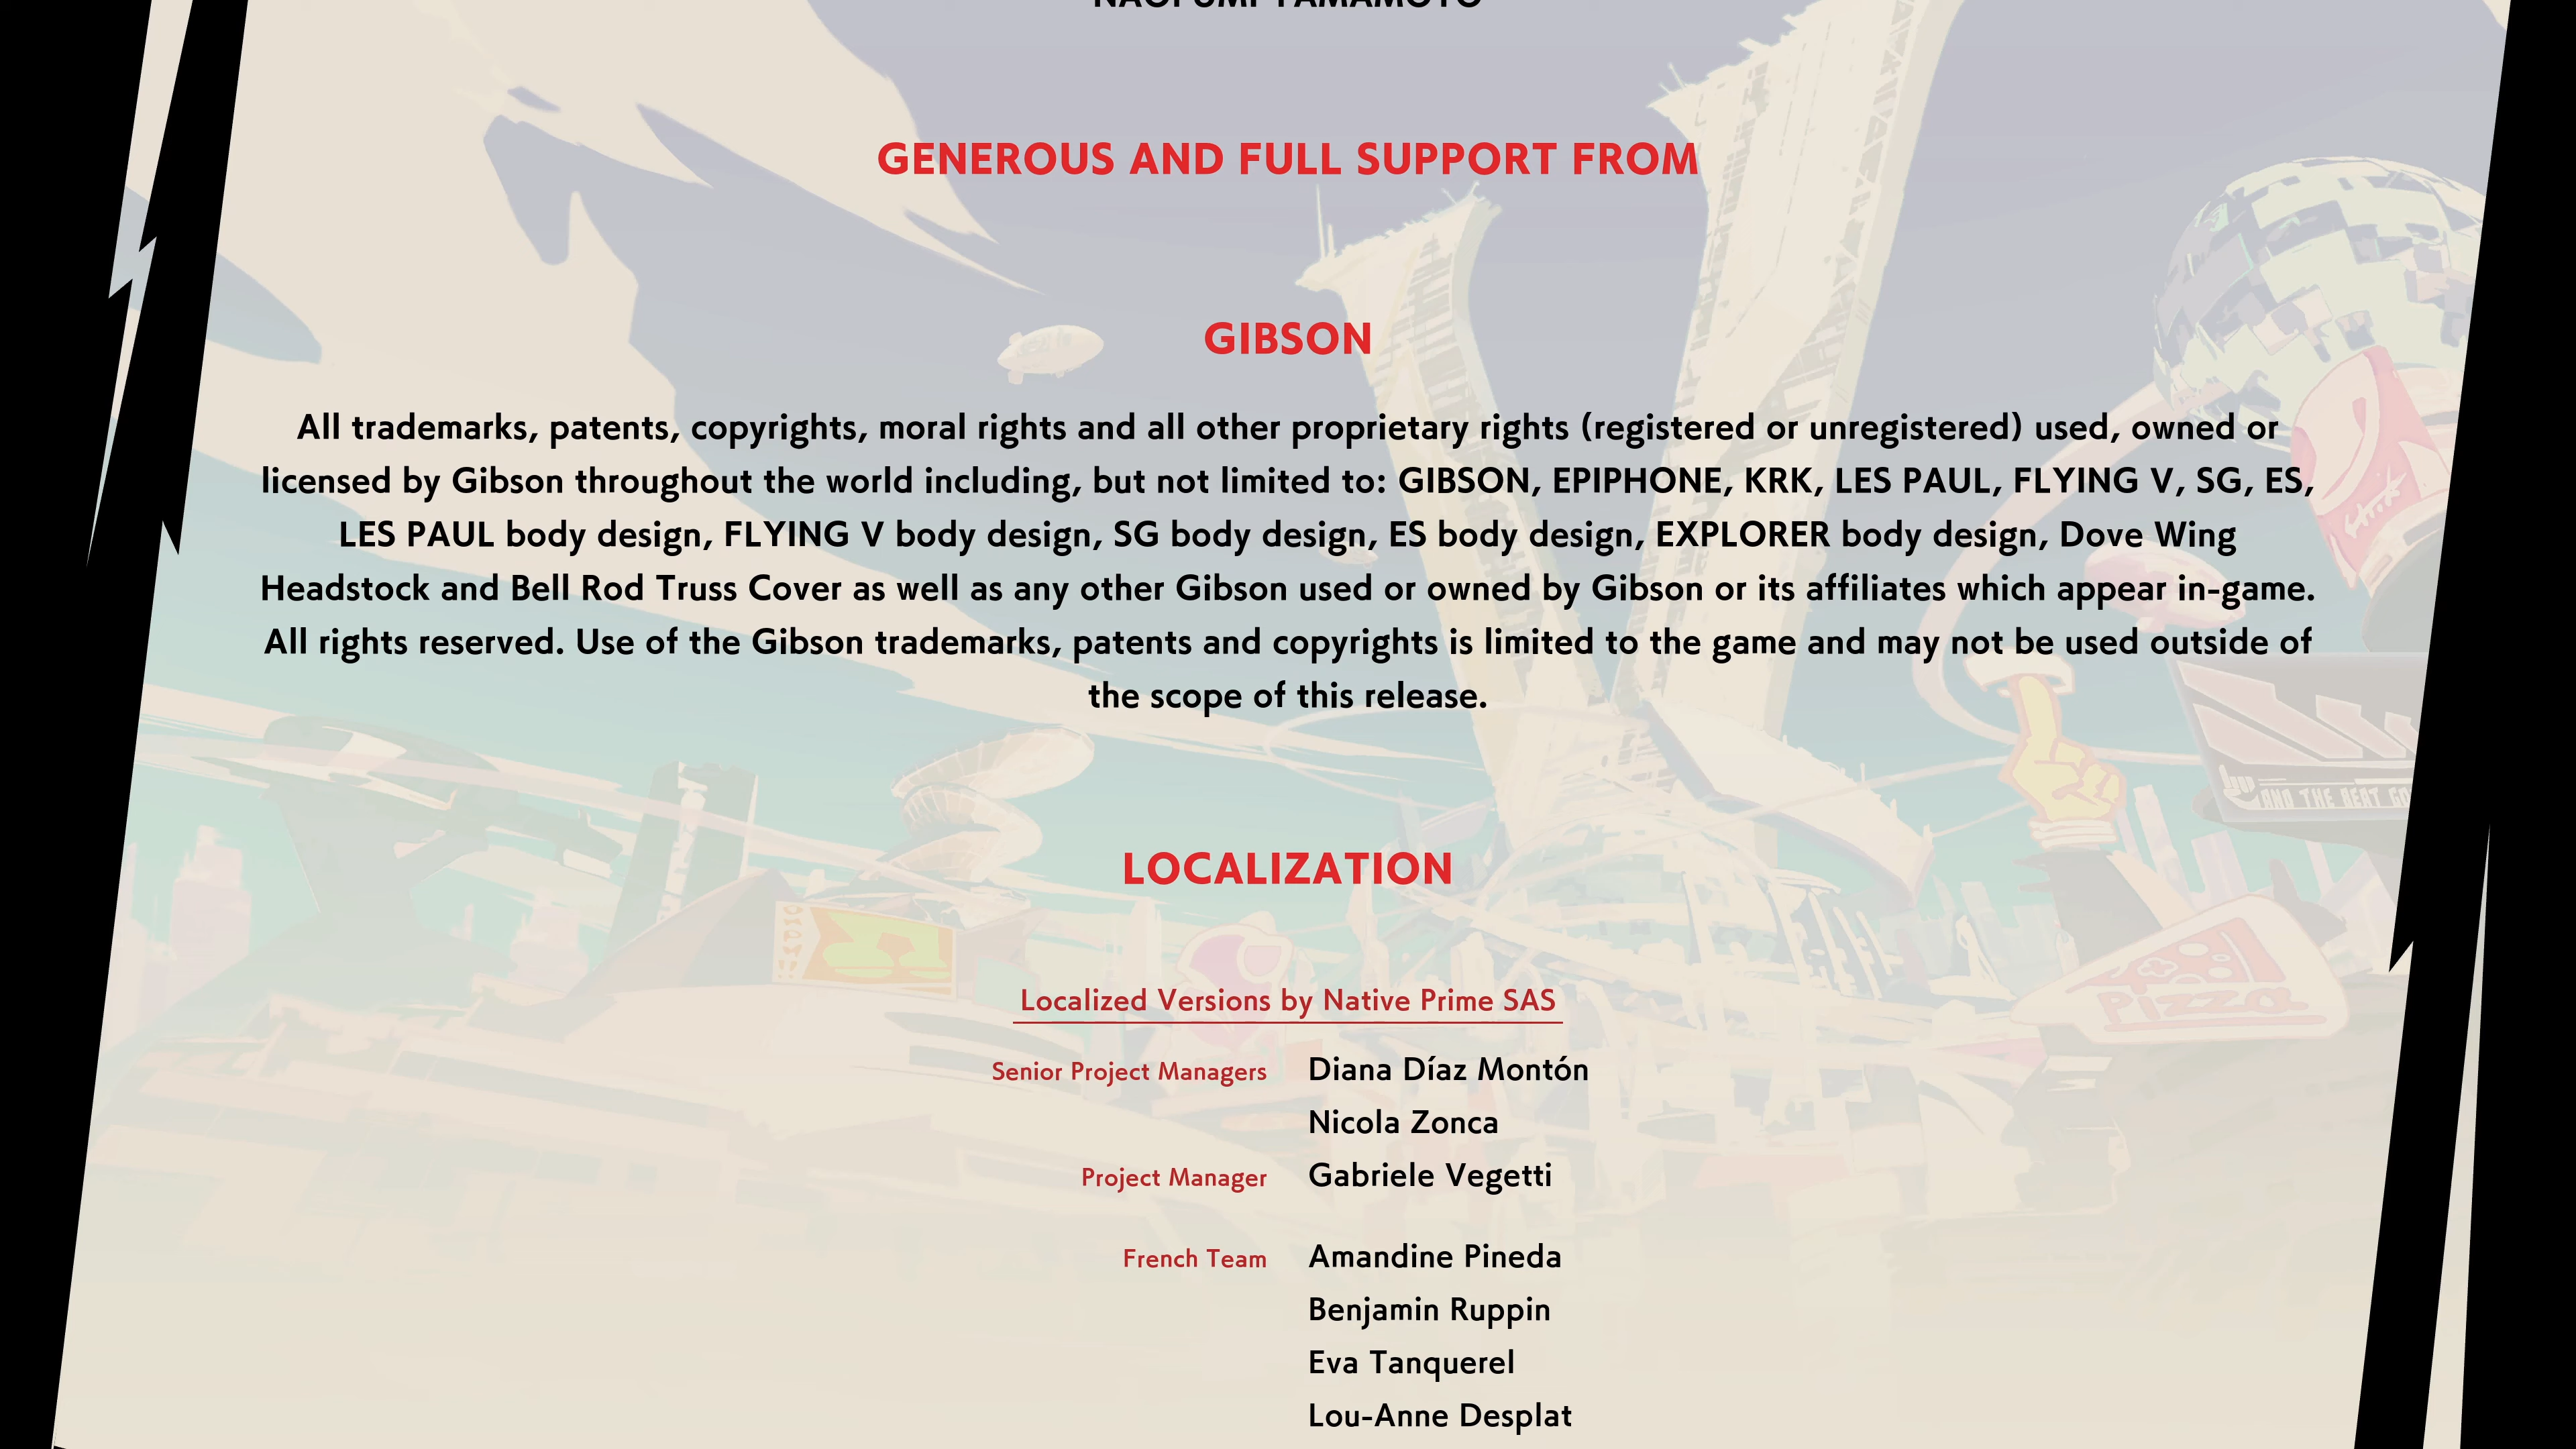 GENEROUS AND FULL SUPPORT FROM
GIBSON
All trademarks, patents, copyrights, moral rights and all other proprietary rights (registered or unregistered) used, owned or
licensed by Gibson throughout the world including, but not limited to: GIBSON, EPIPHONE, KRK, LES PAUL, FLYING V, SG, ES,
LES PAUL body design, FLYING V body design, SG body design, ES body design, EXPLORER body design, Dove Wing
Headstock and Bell Rod Truss Cover as well as any other Gibson used or owned by Gibson or its affiliates which appear in-game.
All rights reserved. Use of the Gibson trademarks, patents and copyrights is limited to the game and may not be used outside of
the scope of this release.
AND THE BEAT GO
LOCALIZATION
Pizza
Localized Versions by Native Prime SAS
Senior Project Managers Diana Díaz Montón
Nicola Zonca
Project Manager Gabriele Vegetti
French Team Amandine Pineda
Benjamin Ruppin
Eva Tanquerel
Lou-Anne Desplat